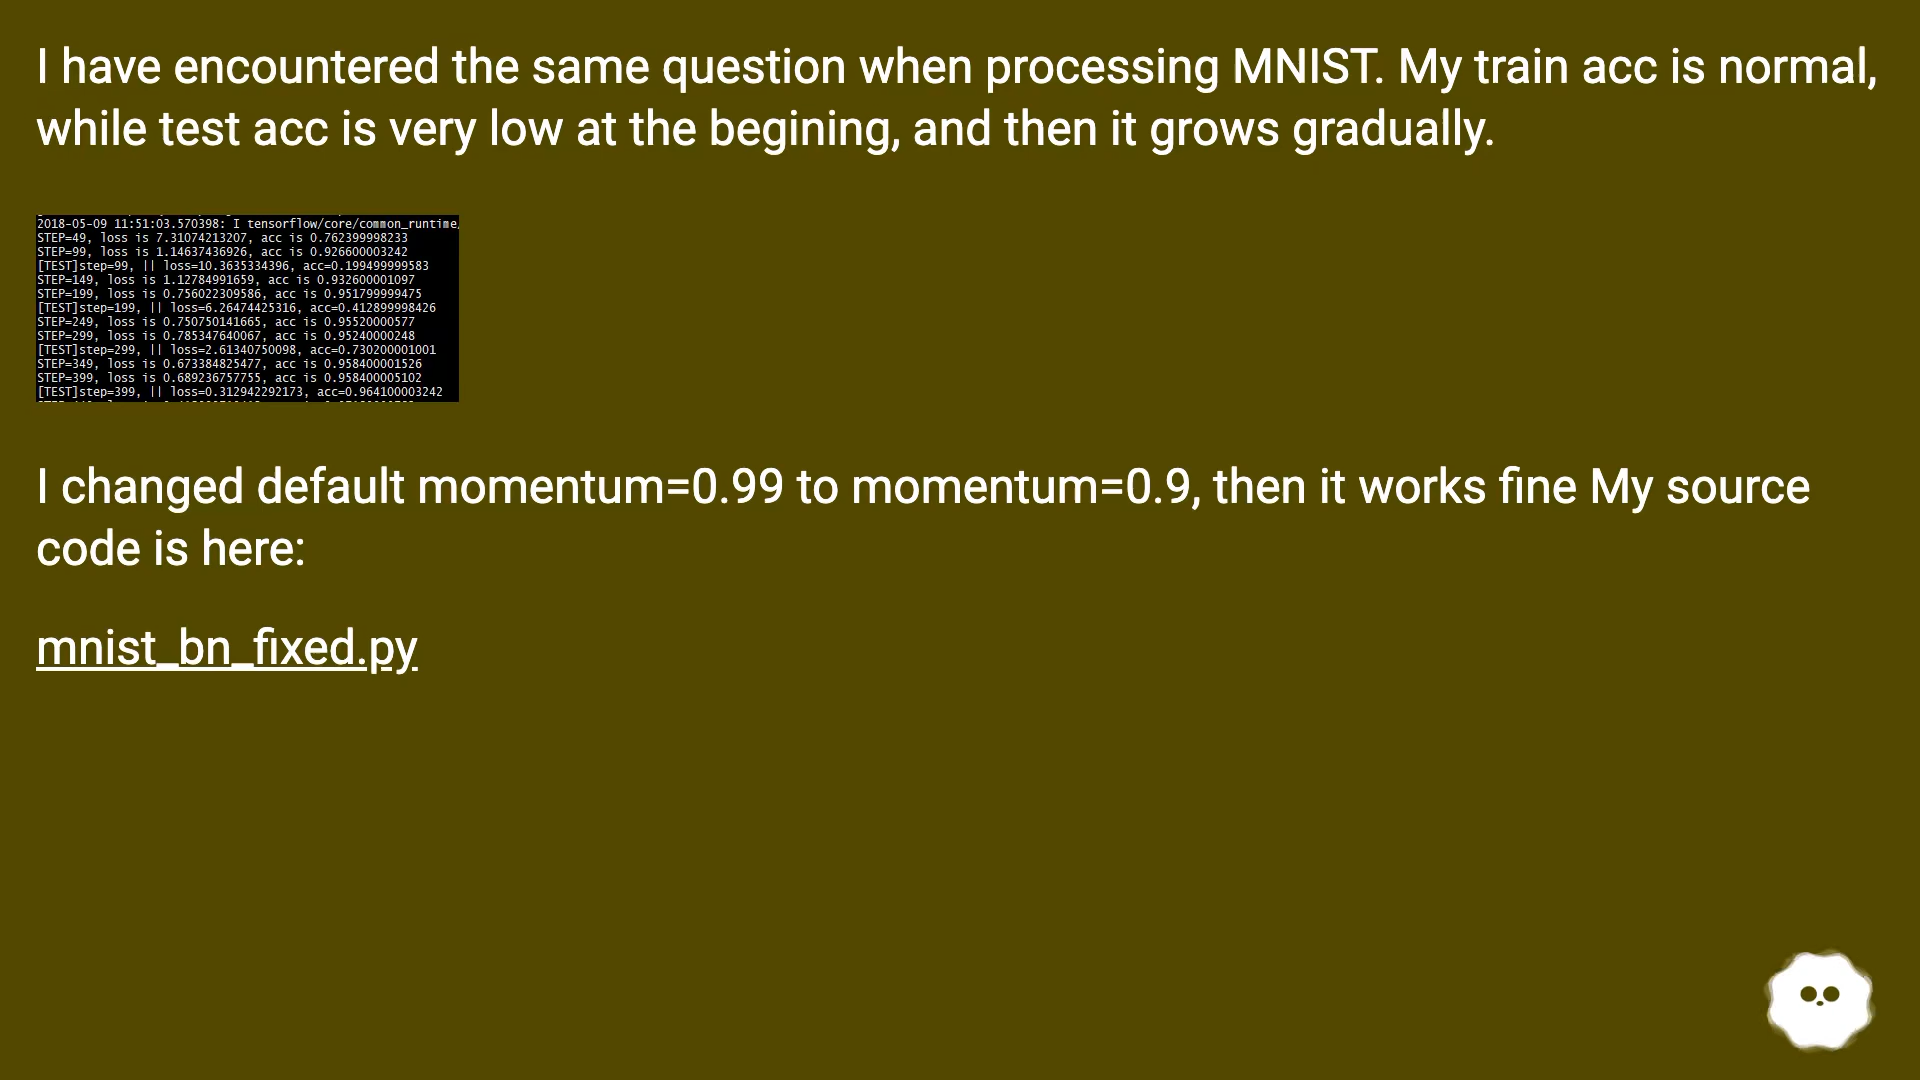 I have encountered the same question when processing MNIST. My train acc is normal,
while test acc is very low at the begining, and then it grows gradually.
2018-05-09 11:51:03.570398: I tensorflow/core/common_runtime/
STEP=49, loss is 7.31074213207, acc is 0.762399998233
STEP=99, loss is 1.14637436926, acc is 0.926600003242
[TEST]step=99, || loss=10.3635334396, acc=0.199499999583
STEP=149, loss is 1.12784991659, acc is 0.932600001097
STEP=199, loss is 0.756022309586, acc is 0.951799999475
[TEST]step=199, || loss=6.26474425316, acc=0.412899998426
STEP=249, loss is 0.750750141665, acc is 0.95520000577
STEP=299, loss is 0.785347640067, acc is 0.95240000248
[TEST]step=299, || loss=2.61340750098, acc=0.730200001001
STEP=349, loss is 0.673384825477, acc is 0.958400001526
STEP=399, loss is 0.689236757755, acc is 0.958400005102
[TEST]step=399, || loss=0.312942292173, acc=0.964100003242
I changed default momentum=0.99 to momentum=0.9, then it works fine My source
code is here:
mnist_bn_fixed.py